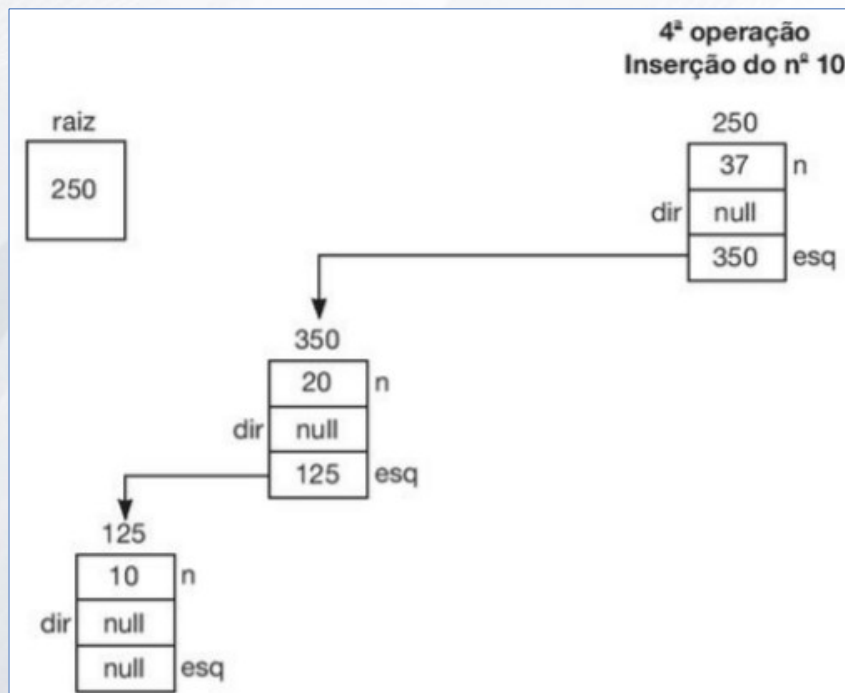 4ª operação
Inserção do nº 10
raiz
250
250
37 n
dir null
350 esq
350
20 n
dir null
125 esq
125
10 n
dir null
null esq